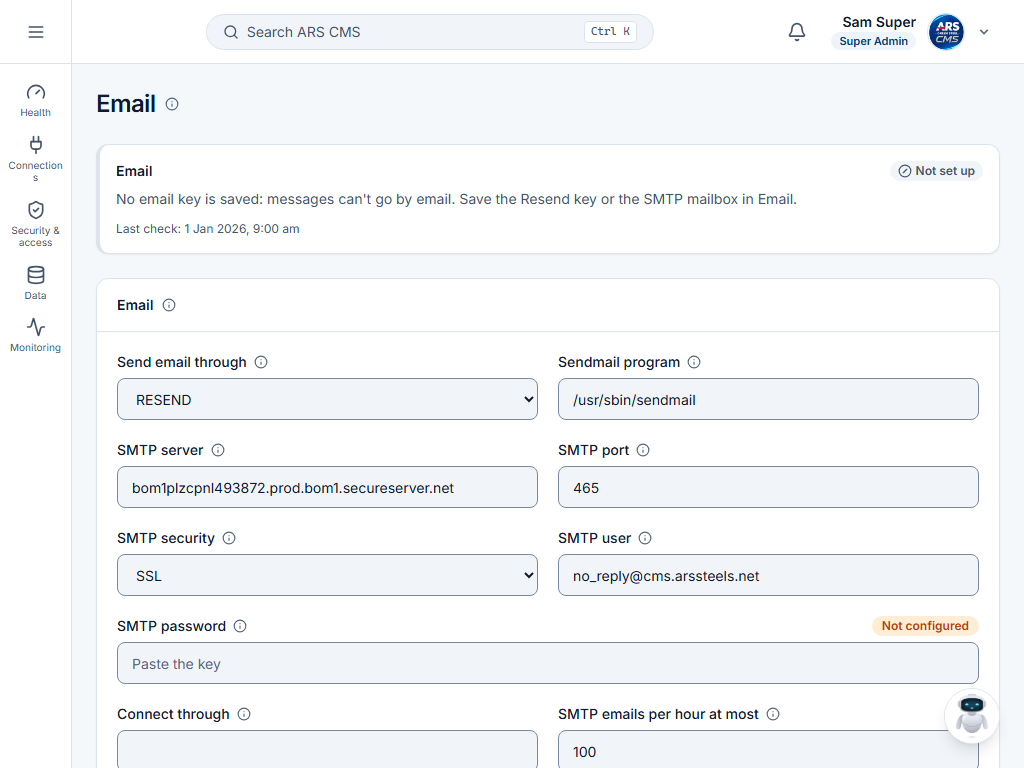 Search ARS CMS
Ctrl K
Sam Super
Super Admin
ARS
CMS
Health
Connection
s
Security &
access
Data
Monitoring
Email
Email
Not set up
No email key is saved: messages can't go by email. Save the Resend key or the SMTP mailbox in Email.
Last check: 1 Jan 2026, 9:00 am
Email
Send email through
Sendmail program
RESEND
/usr/sbin/sendmail
SMTP server
SMTP port
bom1plzcpnl493872.prod.bom1.secureserver.net
465
SMTP security
SMTP user
SSL
no_reply@cms.arssteels.net
SMTP password
Not configured
Paste the key
Connect through
SMTP emails per hour at most
100